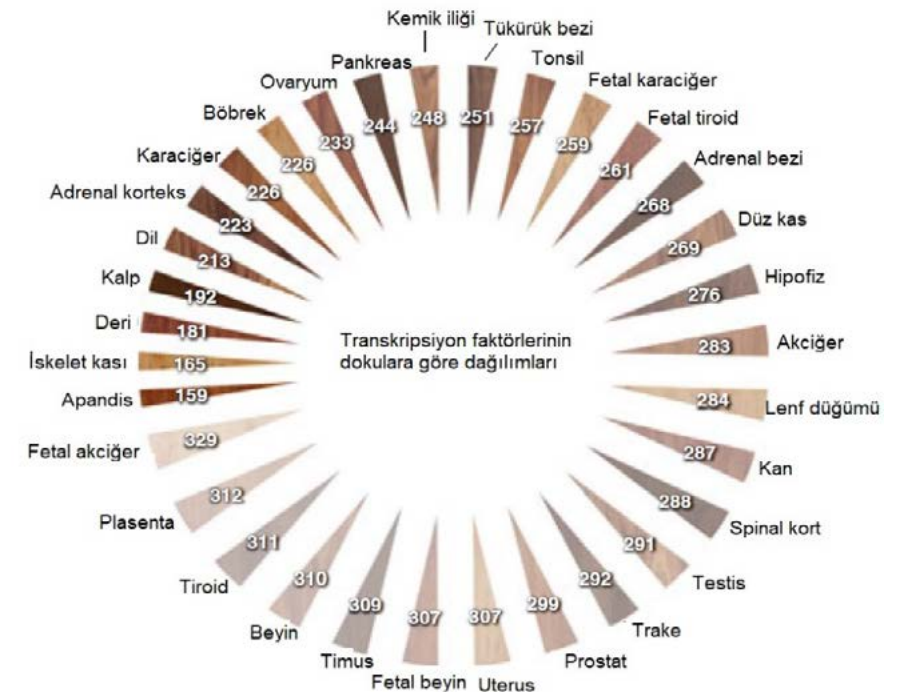 Kemik iliği
248
Tükürük bezi
251
Tonsil
257
Fetal karaciğer
259
Fetal tiroid
261
Adrenal bezi
268
Düz kas
269
Hipofiz
276
Akciğer
283
Lenf düğümü
284
Kan
287
Spinal kort
288
Testis
291
Trake
292
Prostat
299
Uterus
307
Fetal beyin
307
Timus
309
Beyin
310
Tiroid
311
Plasenta
312
Fetal akciğer
329
Apandis
159
İskelet kası
165
Deri
181
Kalp
192
Dil
213
Adrenal korteks
223
Karaciğer
226
Böbrek
226
Ovaryum
233
Pankreas
244
Transkripsiyon faktörlerinin
dokulara göre dağılımları